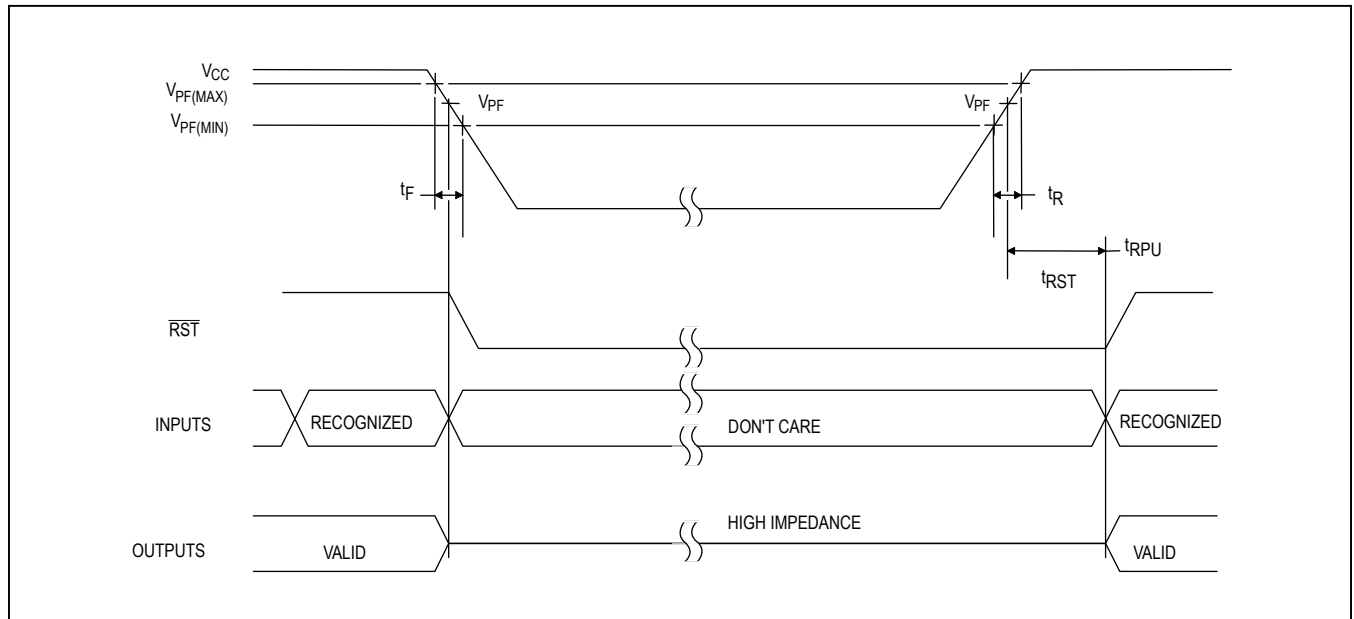 VCC
VPF(MAX)
VPF VPF
VPF(MIN)
tF tR
tRPU
tRST
RST
INPUTS RECOGNIZED DON'T CARE RECOGNIZED
HIGH IMPEDANCE
OUTPUTS VALID VALID